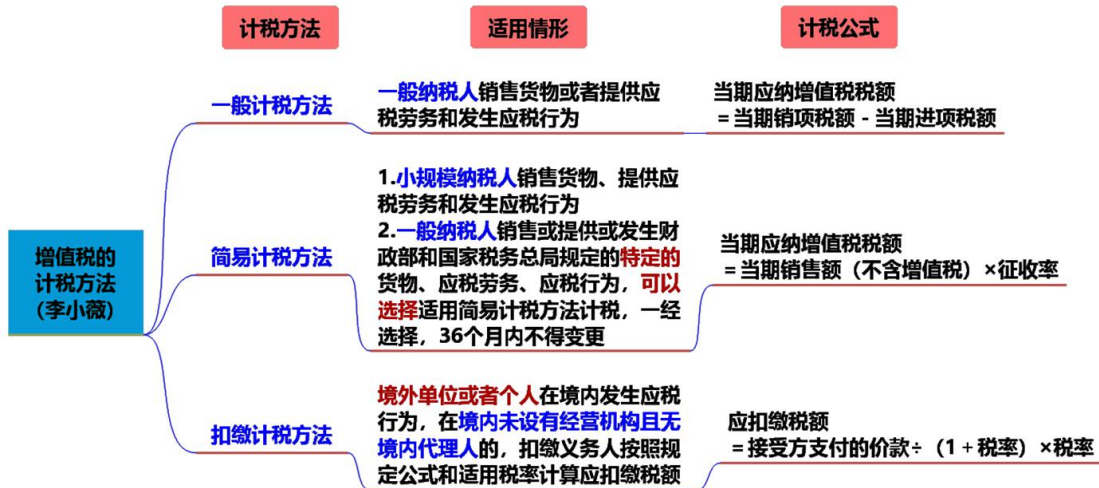 计税方法
适用情形
计税公式
增值税的
计税方法
(李小薇)
一般计税方法
一般纳税人销售货物或者提供应
税劳务和发生应税行为
当期应纳增值税税额
=当期销项税额-当期进项税额
简易计税方法
1.小规模纳税人销售货物、提供应
税劳务和发生应税行为
2.一般纳税人销售或提供或发生财
政部和国家税务总局规定的特定的
货物、应税劳务、应税行为,可以
选择适用简易计税方法计税,一经
选择,36个月内不得变更
当期应纳增值税税额
=当期销售额(不含增值税)×征收率
扣缴计税方法
境外单位或者个人在境内发生应税
行为,在境内未设有经营机构且无
境内代理人的,扣缴义务人按照规
定公式和适用税率计算应扣缴税额
应扣缴税额
=接受方支付的价款÷(1+税率)×税率